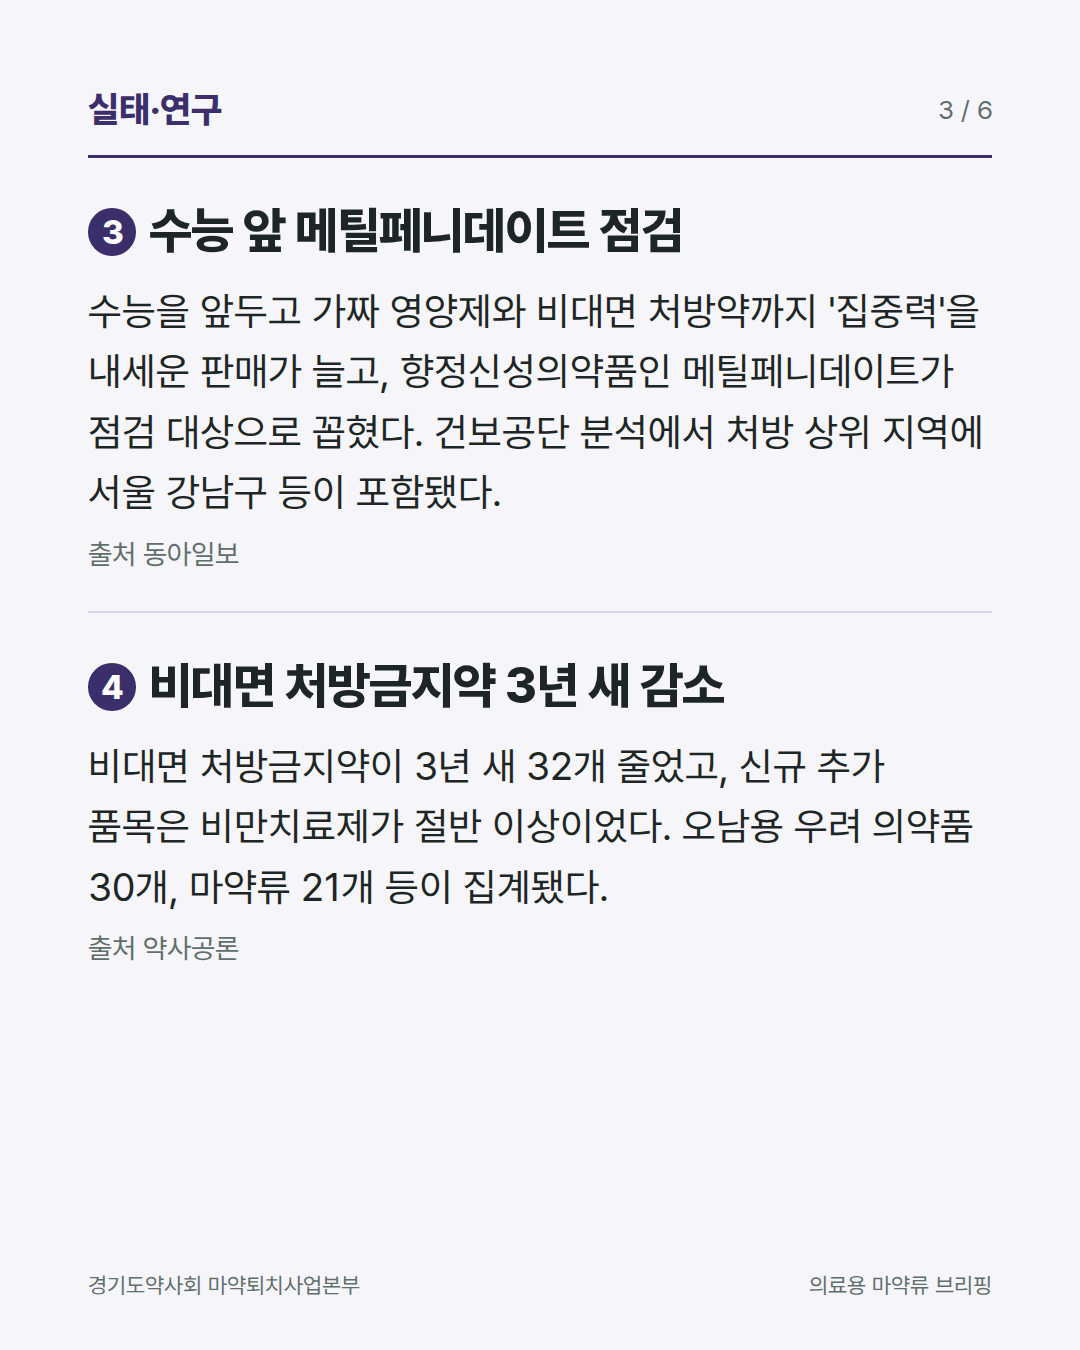 실태·연구
3 / 6
3 수능 앞 메틸페니데이트 점검
수능을 앞두고 가짜 영양제와 비대면 처방약까지 '집중력'을
내세운 판매가 늘고, 향정신성의약품인 메틸페니데이트가
점검 대상으로 꼽혔다. 건보공단 분석에서 처방 상위 지역에
서울 강남구 등이 포함됐다.
출처 동아일보
4 비대면 처방금지약 3년 새 감소
비대면 처방금지약이 3년 새 32개 줄었고, 신규 추가
품목은 비만치료제가 절반 이상이었다. 오남용 우려 의약품
30개, 마약류 21개 등이 집계됐다.
출처 약사공론
경기도약사회 마약퇴치사업본부
의료용 마약류 브리핑